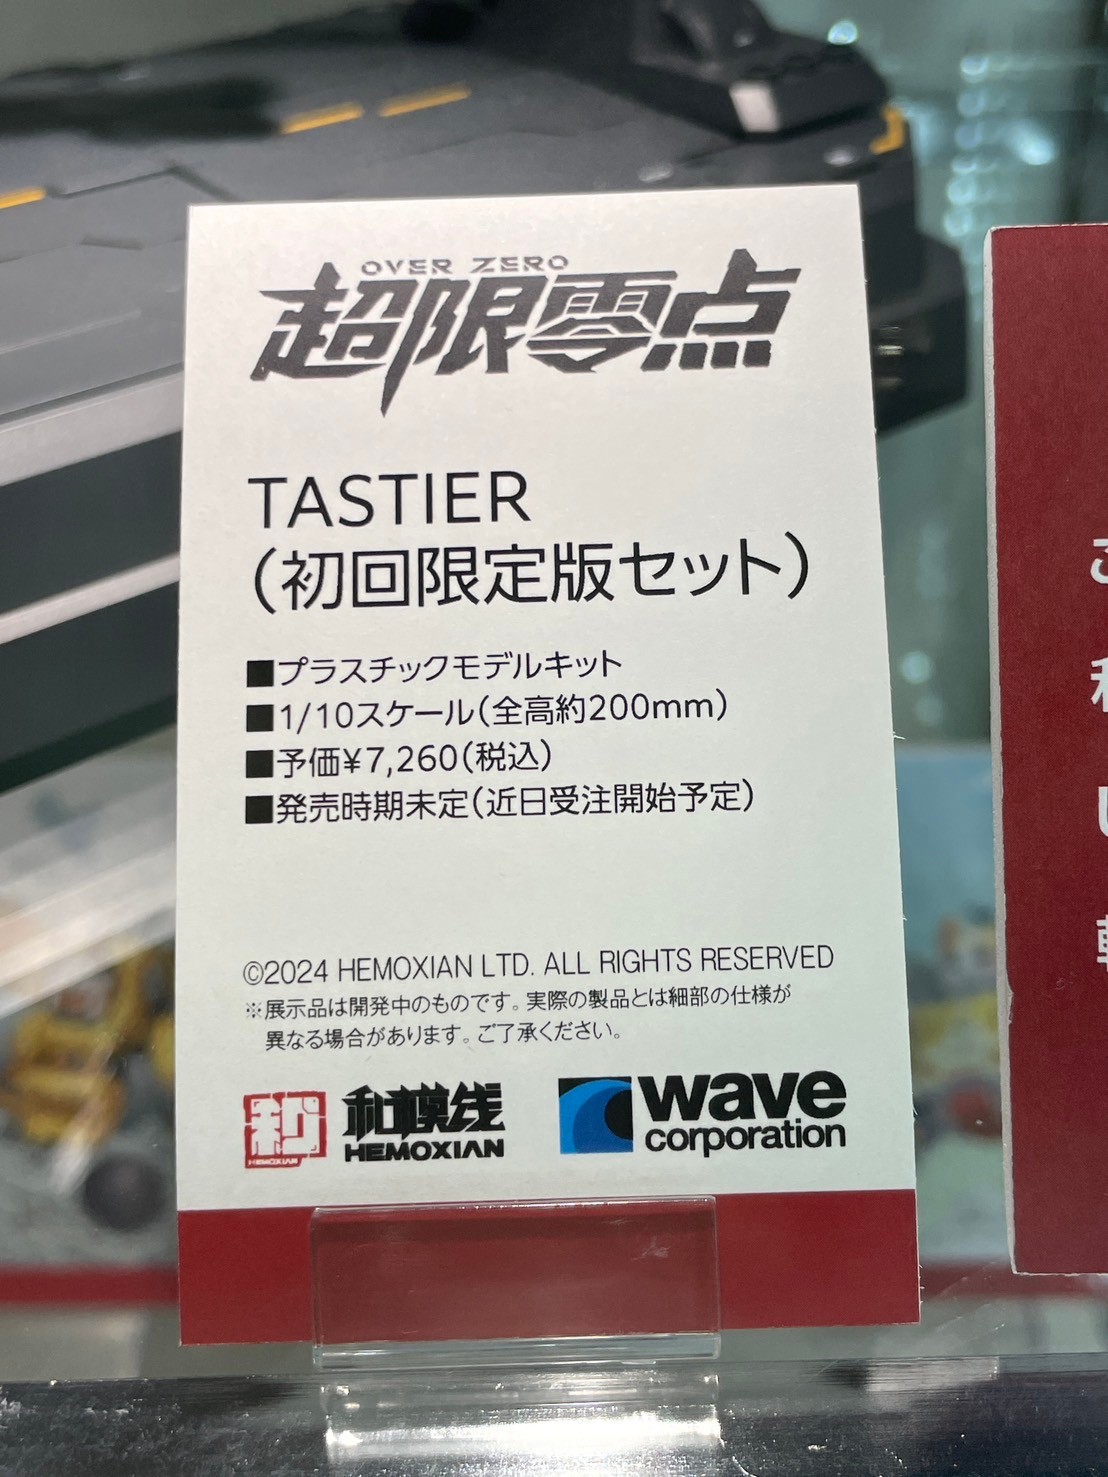 OVER ZERO
超限零点
TASTIER
(初回限定版セット)
■プラスチックモデルキット
■1/10スケール(全高約200mm)
■予価¥7,260(税込)
■発売時期未定(近日受注開始予定)
©2024 HEMOXIAN LTD. ALL RIGHTS RESERVED
※展示品は開発中のものです。実際の製品とは細部の仕様が
異なる場合があります。ご了承ください。
HEMOXIAN
和模线
HEMOXIAN
wave
corporation